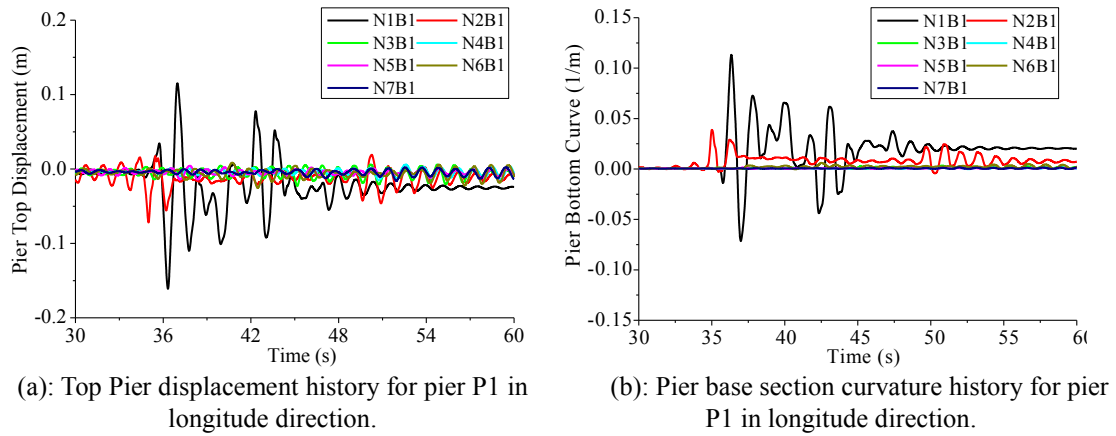 0.2
0.1
0.0
-0.1
-0.2
Pier Top Displacement (m)
N1B1 N2B1
N3B1 N4B1
N5B1 N6B1
N7B1
30 36 42 48 54 60
Time (s)
(a): Top Pier displacement history for pier P1 in
longitude direction.
0.15
0.10
0.05
0.00
-0.05
-0.10
-0.15
Pier Bottom Curve (1/m)
N1B1 N2B1
N3B1 N4B1
N5B1 N6B1
N7B1
30 35 40 45 50 55 60
Time (s)
(b): Pier base section curvature history for pier
P1 in longitude direction.